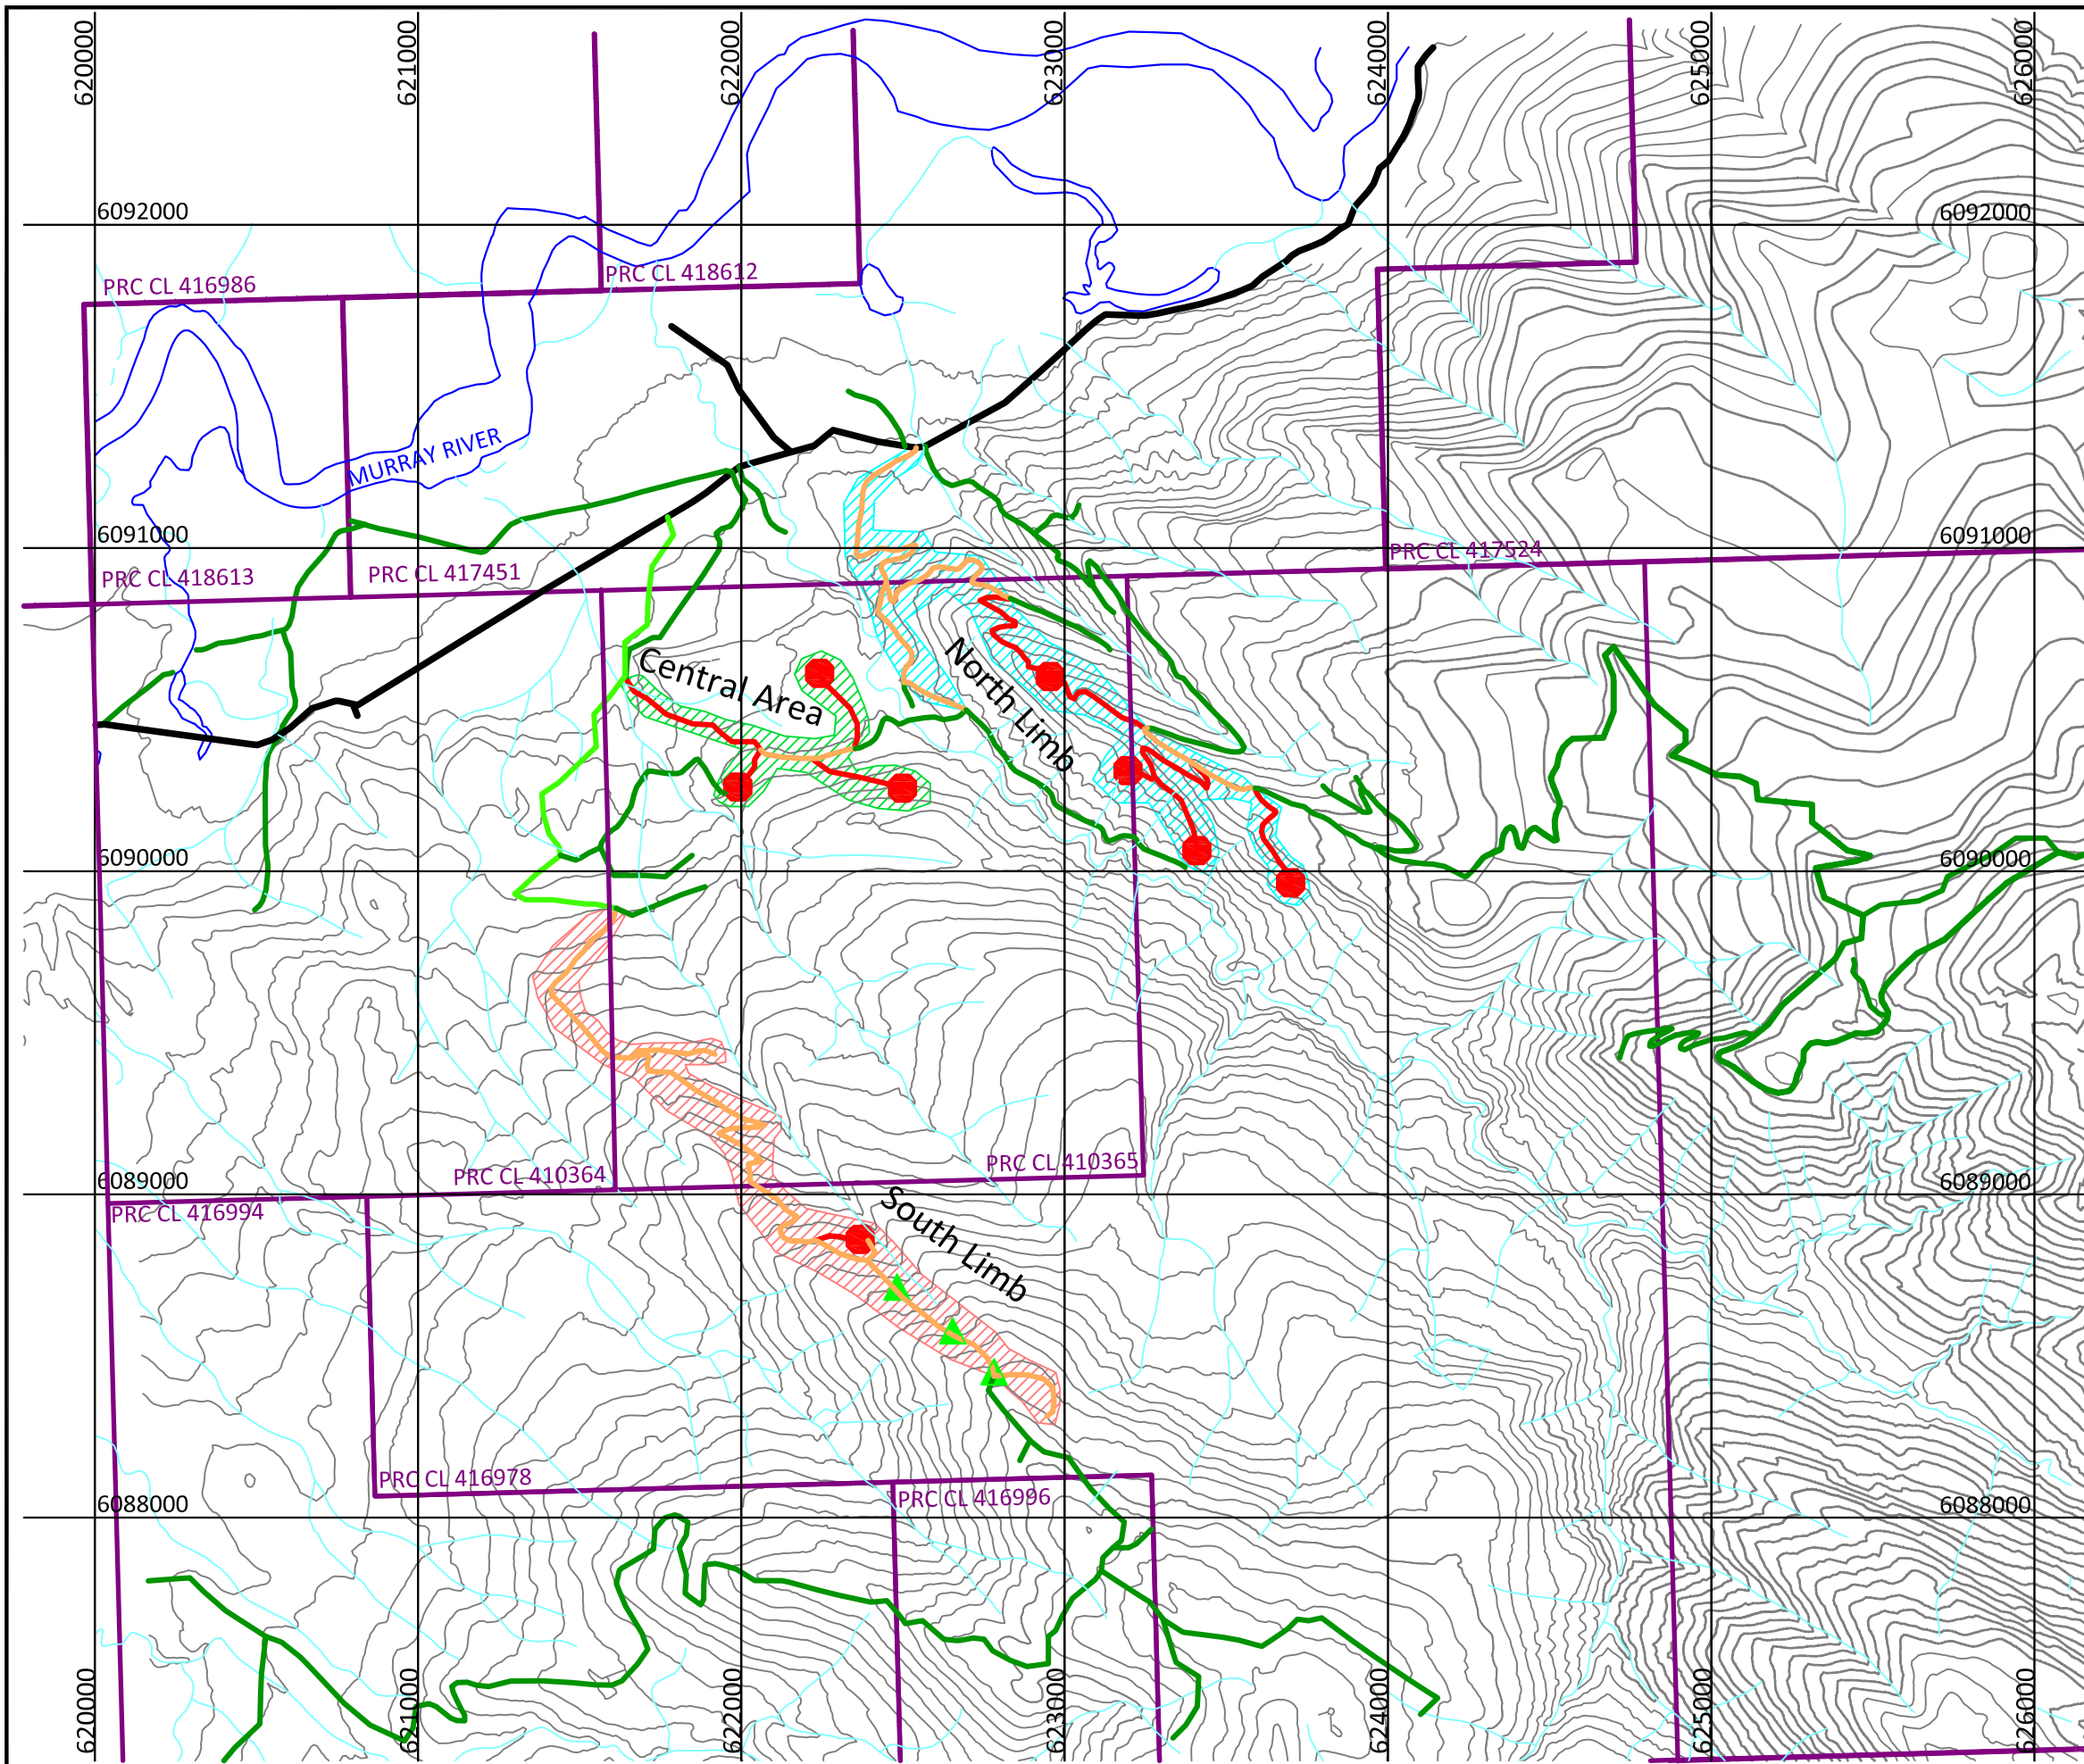 620000
621000
622000
623000
624000
625000
626000
6092000
6092000
PRC CL 416986
PRC CL 418612
MURRAY RIVER
6091000
6091000
PRC CL 418613
PRC CL 417451
PRC CL 417524
Central Area
North Limb
6090000
6090000
6089000
6089000
PRC CL 410364
PRC CL 410365
PRC CL 416994
South Limb
PRC CL 416978
PRC CL 416996
6088000
6088000
620000
621000
622000
623000
624000
625000
626000